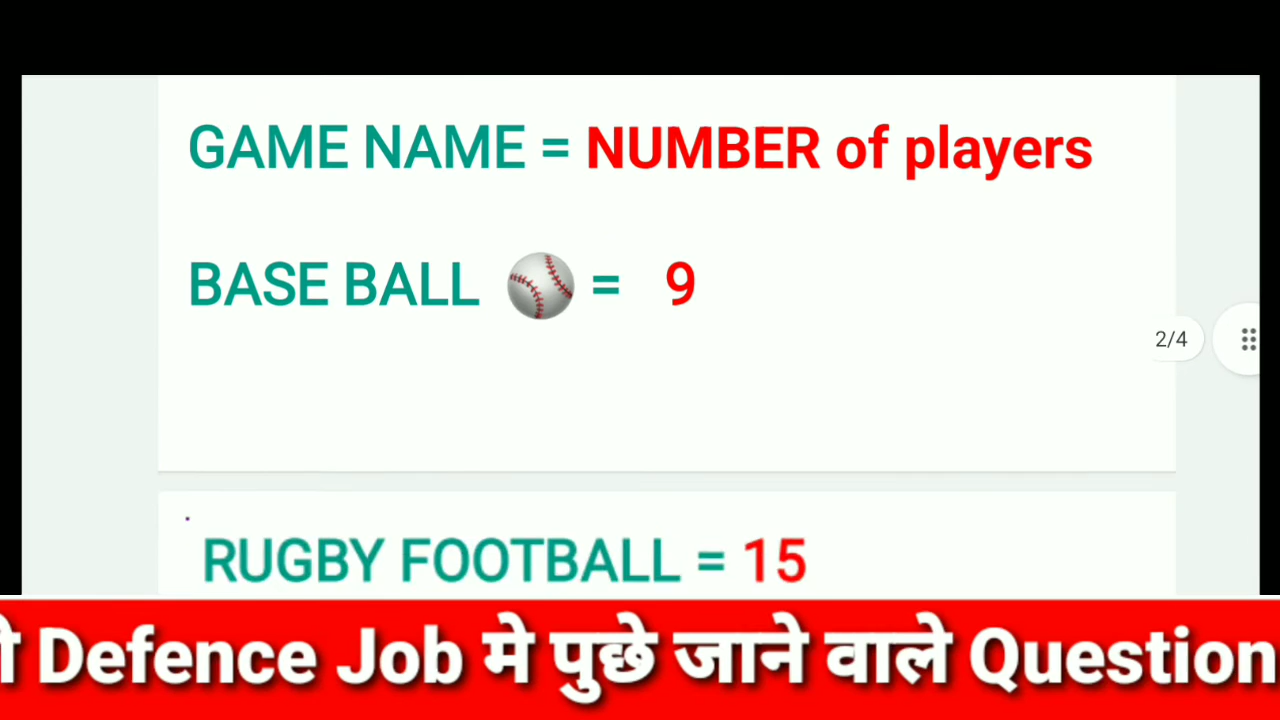 GAME NAME = NUMBER of players
BASE BALL ⚾ = 9
2/4
RUGBY FOOTBALL = 15
Defence Job मे पुछे जाने वाले Question